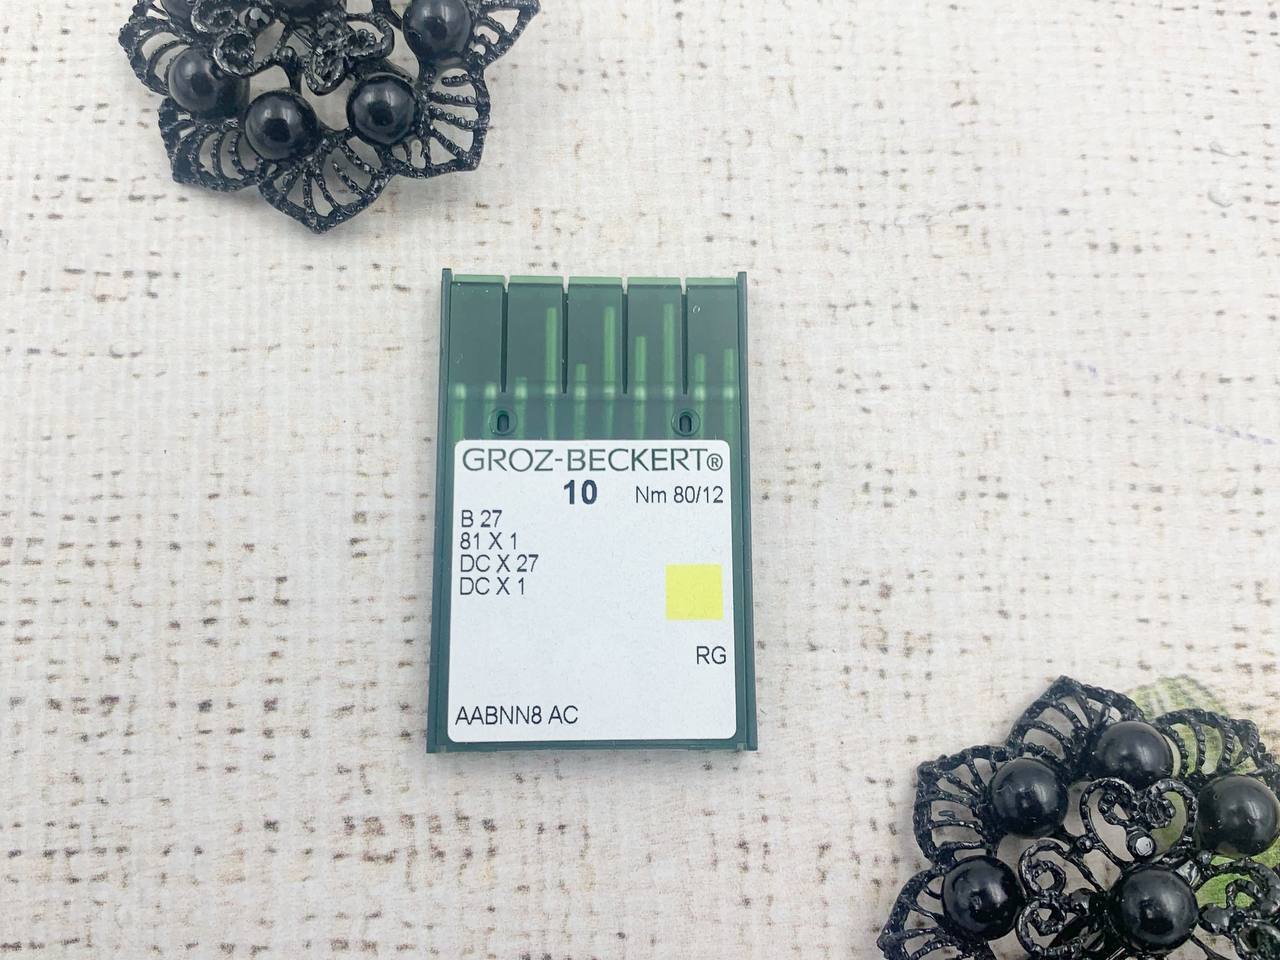 GROZ-BECKERT®
10 Nm 80/12
B 27
81 X 1
DC X 27
DC X 1
RG
AABNN8 AC